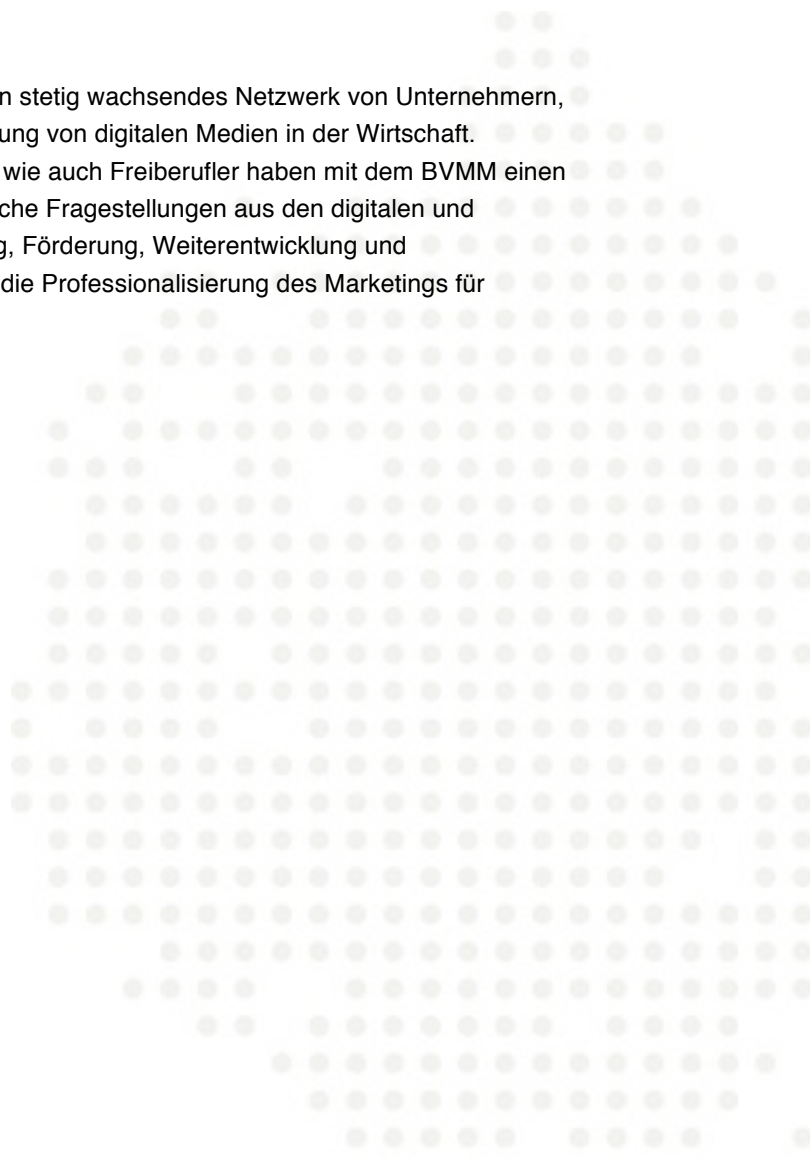 n stetig wachsendes Netzwerk von Unternehmern,
ung von digitalen Medien in der Wirtschaft.
wie auch Freiberufler haben mit dem BVMM einen
che Fragestellungen aus den digitalen und
g, Förderung, Weiterentwicklung und
die Professionalisierung des Marketings für